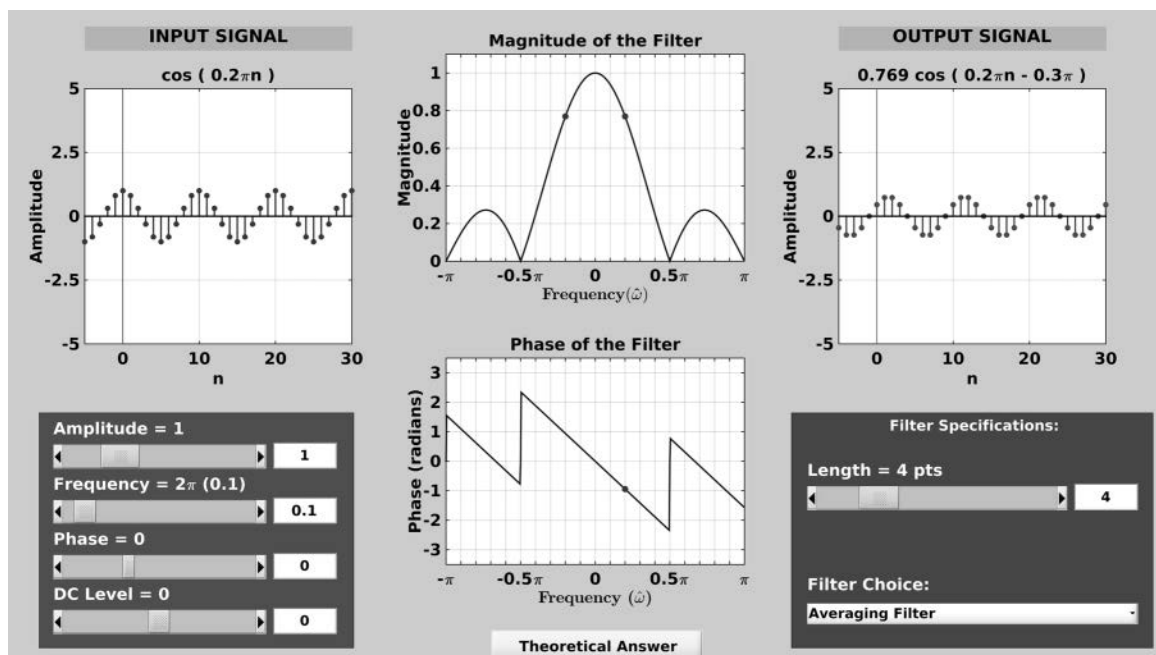 INPUT SIGNAL
cos ( 0.2πn )
5
2.5
0
-2.5
-5
Amplitude
0 10 20 30
n
Magnitude of the Filter
1
0.8
0.6
0.4
0.2
0
Magnitude
-π -0.5π 0 0.5π π
Frequency(ω̂)
OUTPUT SIGNAL
0.769 cos ( 0.2πn - 0.3π )
5
2.5
0
-2.5
-5
Amplitude
0 10 20 30
n
Phase of the Filter
3
2
1
0
-1
-2
-3
Phase (radians)
-π -0.5π 0 0.5π π
Frequency (ω̂)
Amplitude = 1
1
Frequency = 2π (0.1)
0.1
Phase = 0
0
DC Level = 0
0
Theoretical Answer
Filter Specifications:
Length = 4 pts
4
Filter Choice:
Averaging Filter